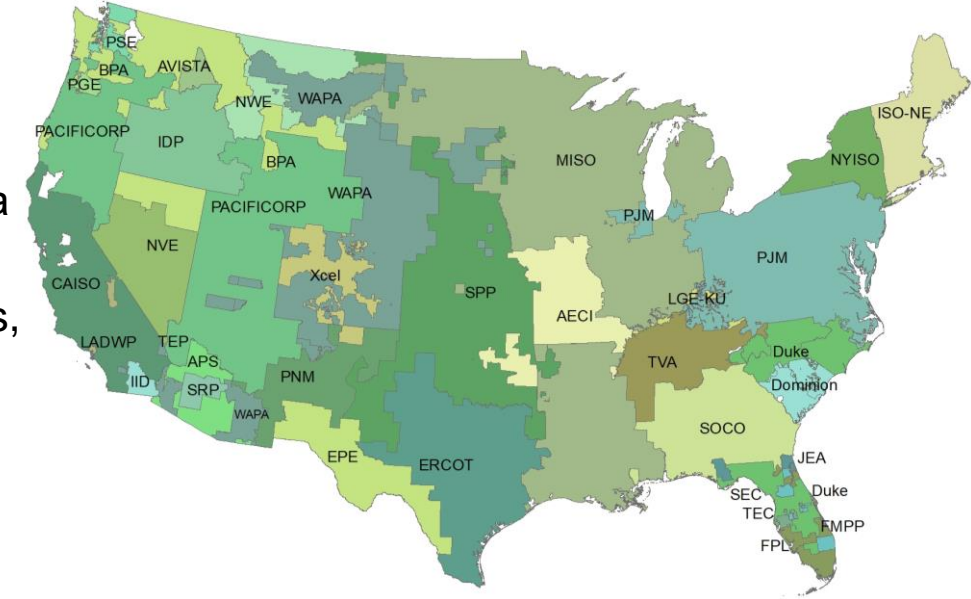 PSE
BPA
PGE
AVISTA
NWE
WAPA
ISO-NE
PACIFICORP
IDP
BPA
MISO
NYISO
a
WAPA
PACIFICORP
PJM
NVE
PJM
Xcel
CAISO
SPP
LGE-KU
s,
AECI
LADWP
TEP
Duke
APS
TVA
IID
SRP
PNM
Dominion
WAPA
SOCO
EPE
ERCOT
JEA
SEC
Duke
TEC
FMPP
FPL